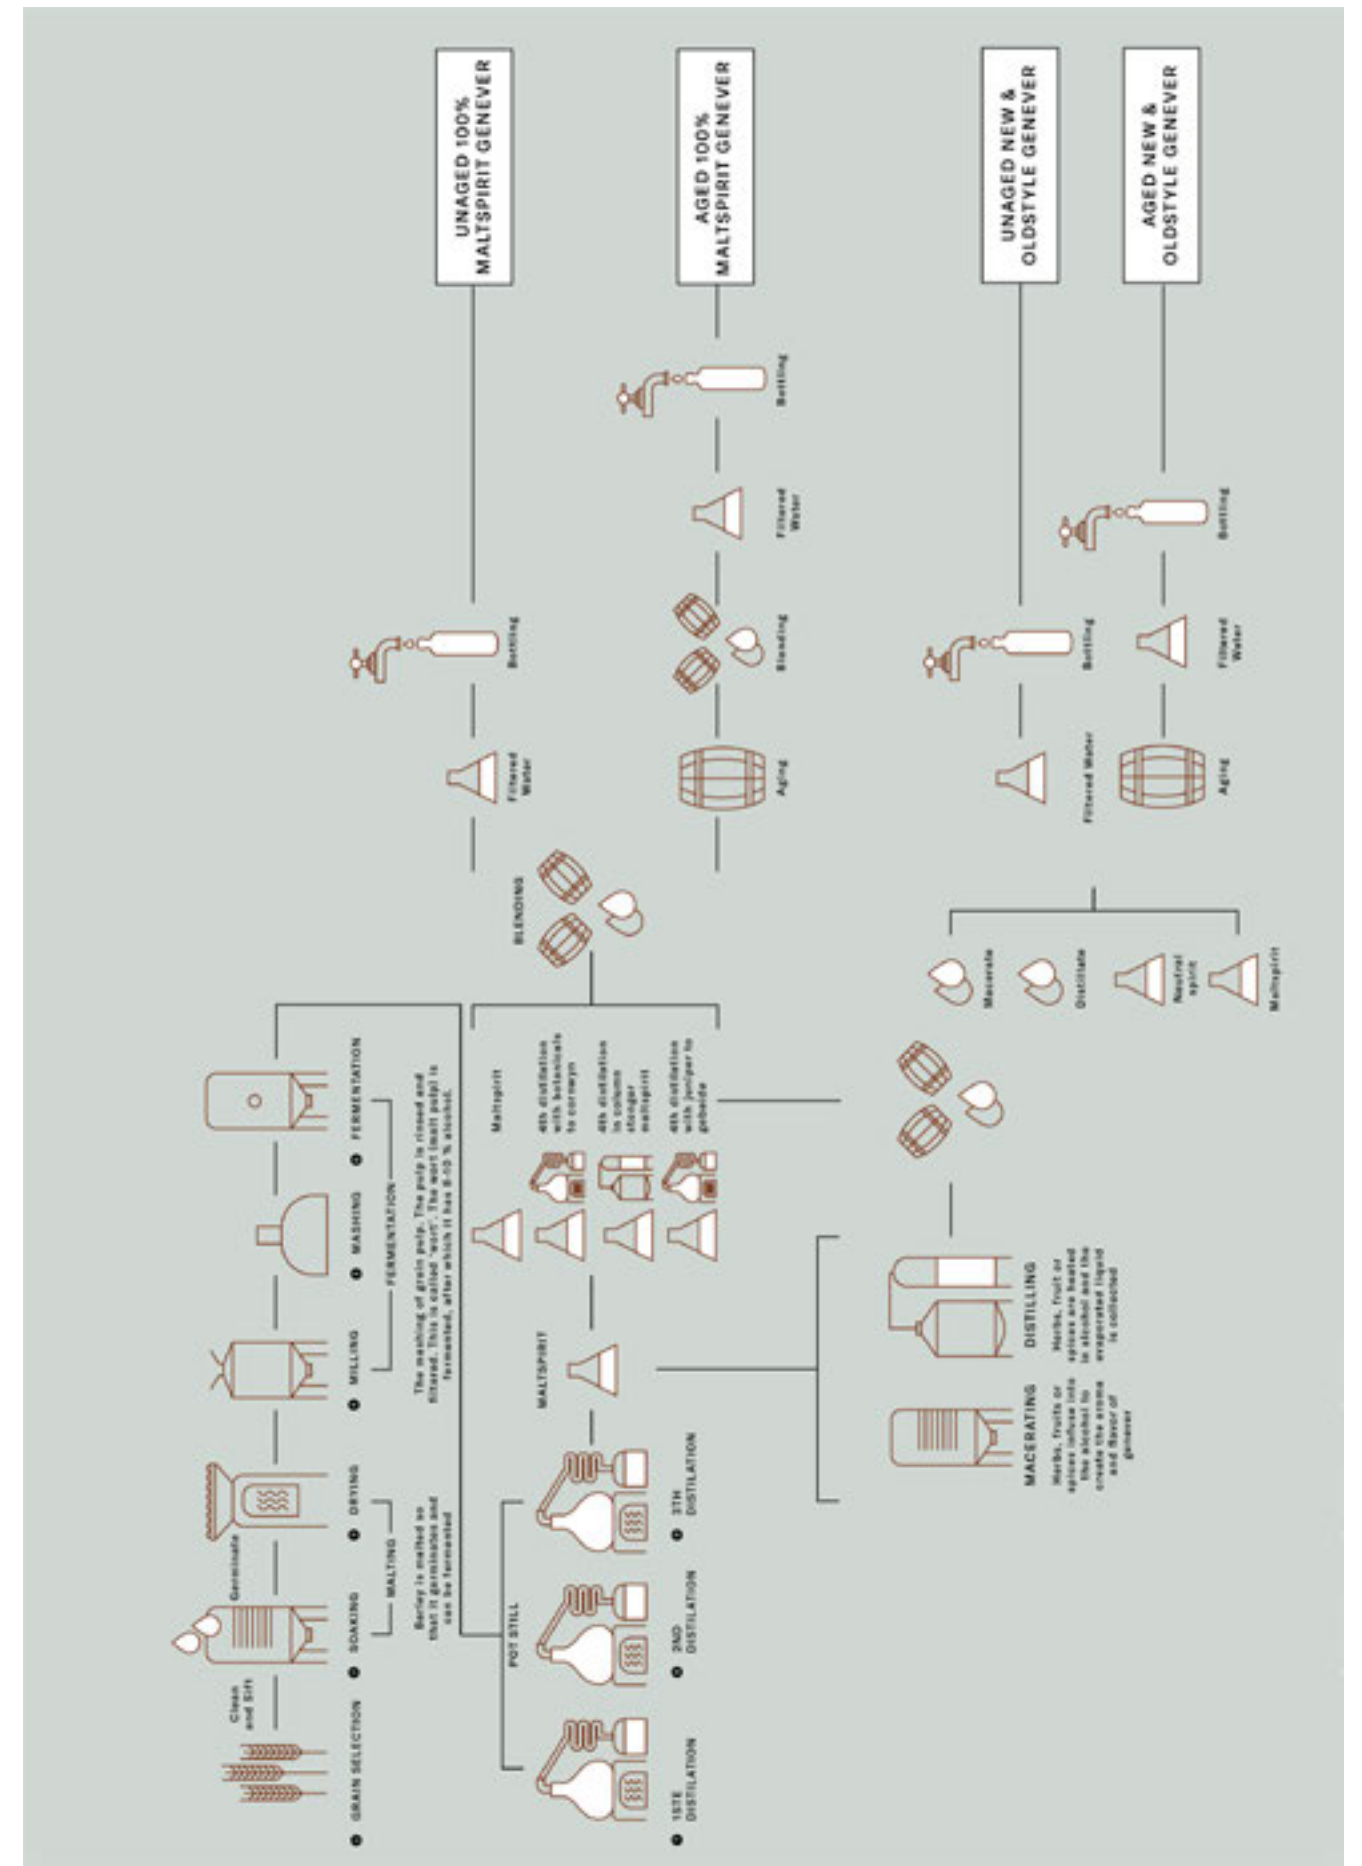 Clean
and Sift
Germinate
GRAIN SELECTION
SOAKING
DRYING
MILLING
MASHING
FERMENTATION
MALTING
Barley is malted so
that it germinates and
can be fermented
FERMENTATION
The mashing of grain pulp. The pulp is rinsed and
filtered. This is called "wort". The wort (malt pulp) is
fermented, after which it has 8-10 % alcohol.
POT STILL
1STE
DISTILATION
2ND
DISTILATION
3TH
DISTILATION
MALTSPIRIT
Maltspirit
4th distilation
with botanicals
to cornwyn
4th distilation
in column
stonger
maltspirit
4th distilation
with juniper to
gebeide
BLENDING
Filtered
Water
Bottling
UNAGED 100%
MALTSPIRIT GENEVER
Aging
Blending
Filtered
Water
Bottling
AGED 100%
MALTSPIRIT GENEVER
MACERATING
Herbs, fruits or
spices infuse into
the alcohol to
create the aroma
and flavor of
genever
DISTILLING
Herbs, fruit or
spices are heated
in alcohol and the
evaporated liquid
is collected
Macerate
Distillate
Neutral
spirit
Maltspirit
Filtered Water
Bottling
UNAGED NEW &
OLDSTYLE GENEVER
Aging
Filtered
Water
Bottling
AGED NEW &
OLDSTYLE GENEVER